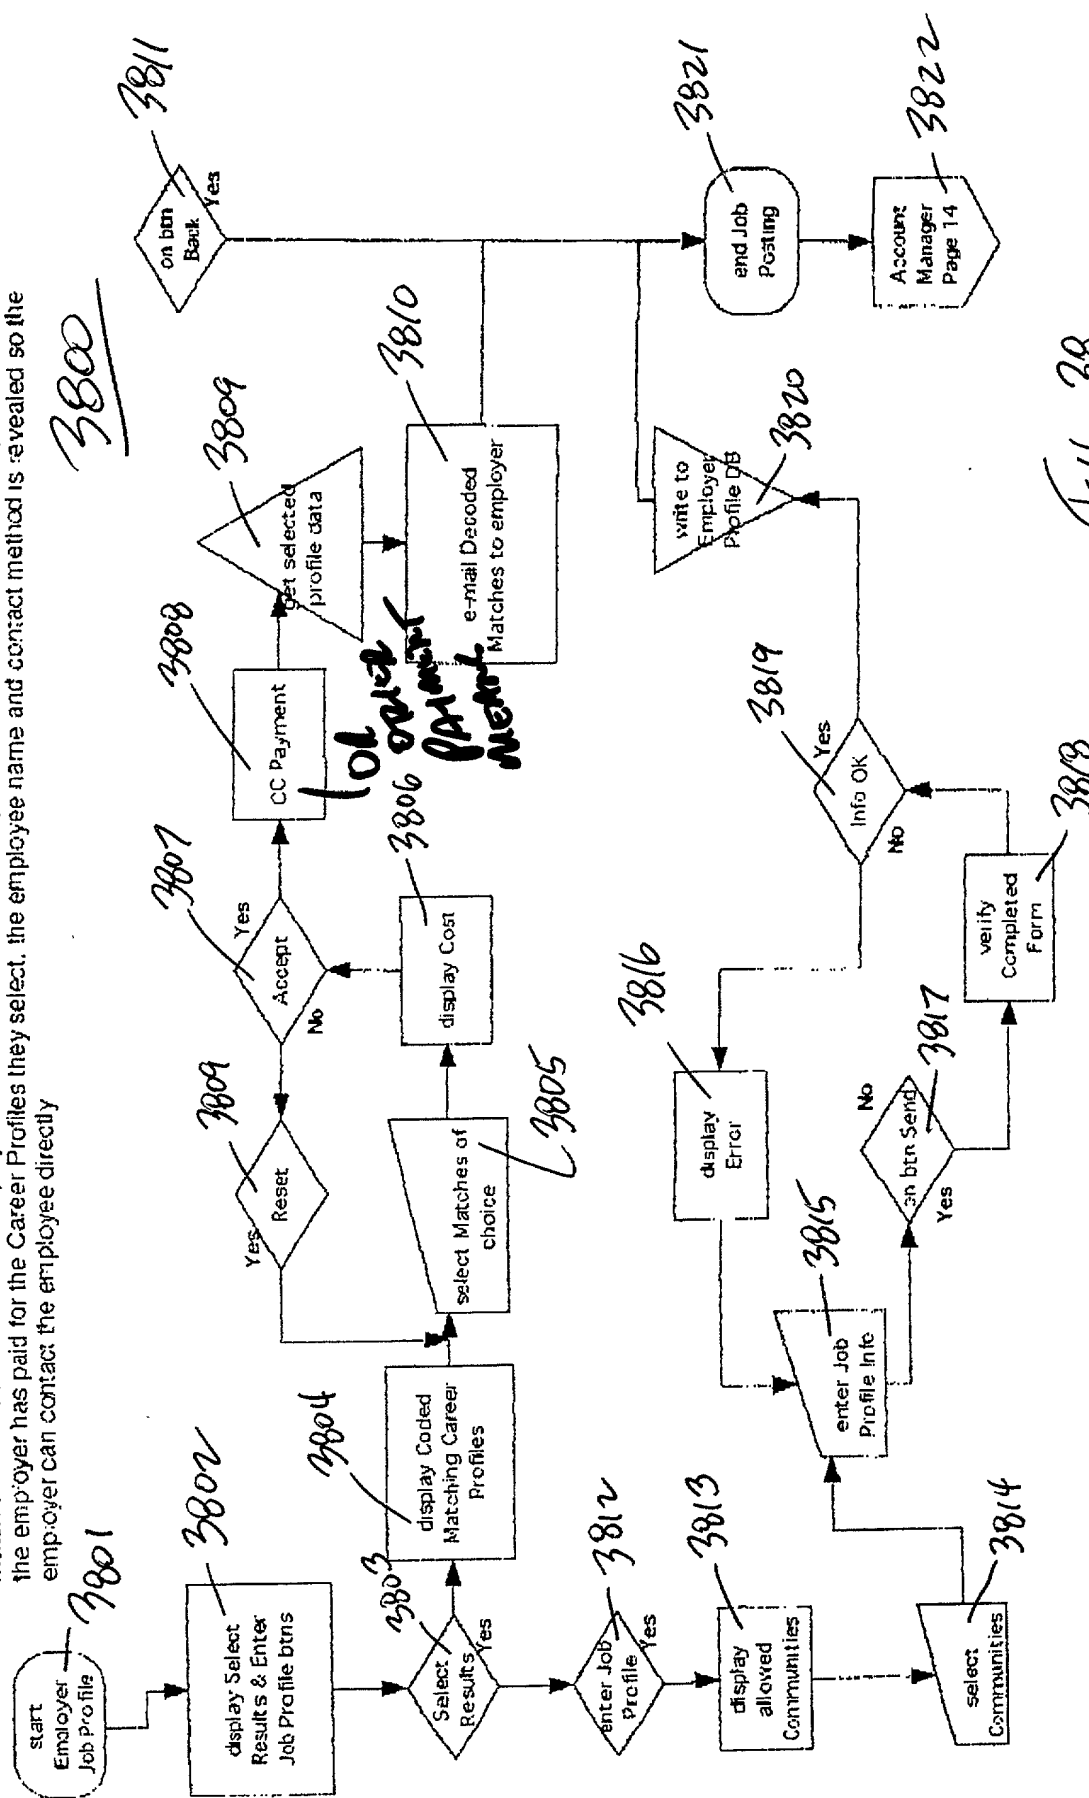 the employer has paid for the Career Profiles they select, the employee name and contact method is revealed so the
employer can contact the employee directly
3800
start
Employer
Job Profile
3801
display Select
Results & Enter
Job Profile btns
3802
Select
Results
Yes
3803
display Coded
Matching Career
Profiles
3804
select Matches of
choice
3805
display Cost
3806
Accept
Yes
No
3807
Reset
Yes
3809
CC Payment
3808
OR
OTHER
PAYMENT
MEANS
get selected
profile data
3809
e-mail Decoded
Matches to employer
3810
on btn
Back
Yes
3811
enter Job
Profile
Yes
3812
display
allowed
Communities
3813
select
Communities
3814
enter Job
Profile Info
3815
display
Error
3816
on btn Send
No
Yes
3817
verify
Completed
Form
3818
Info OK
Yes
No
3819
write to
Employer
Profile DB
3820
end Job
Posting
3821
Account
Manager
Page 14
3822